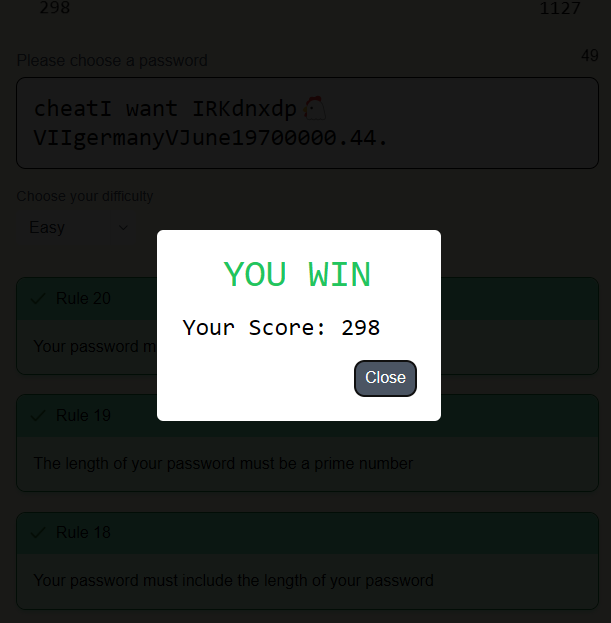 298 1127
Please choose a password 49
cheatI want IRKdnxdp🐔
VIIgermanyVJune19700000.44.
Choose your difficulty
Easy
YOU WIN
Your Score: 298
Close
Rule 20
Your password m
Rule 19
The length of your password must be a prime number
Rule 18
Your password must include the length of your password